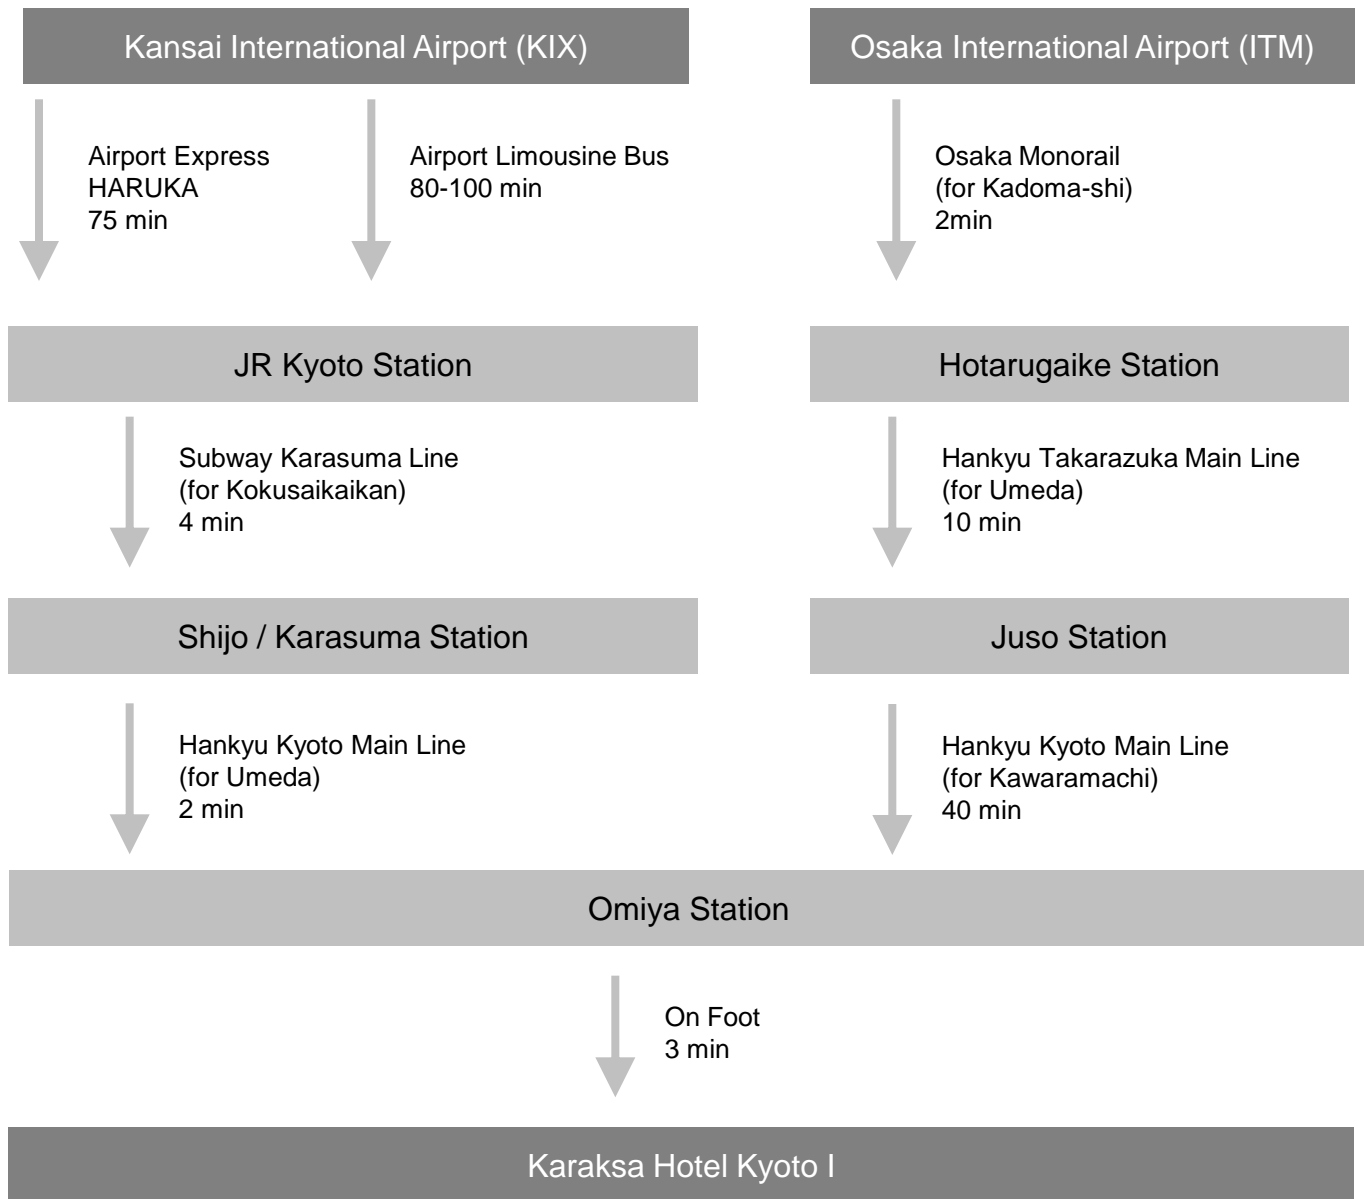 Kansai International Airport (KIX)
Osaka International Airport (ITM)
Airport Express
HARUKA
75 min
Airport Limousine Bus
80-100 min
Osaka Monorail
(for Kadoma-shi)
2min
JR Kyoto Station
Hotarugaike Station
Subway Karasuma Line
(for Kokusaikaikan)
4 min
Hankyu Takarazuka Main Line
(for Umeda)
10 min
Shijo / Karasuma Station
Juso Station
Hankyu Kyoto Main Line
(for Umeda)
2 min
Hankyu Kyoto Main Line
(for Kawaramachi)
40 min
Omiya Station
On Foot
3 min
Karaksa Hotel Kyoto I